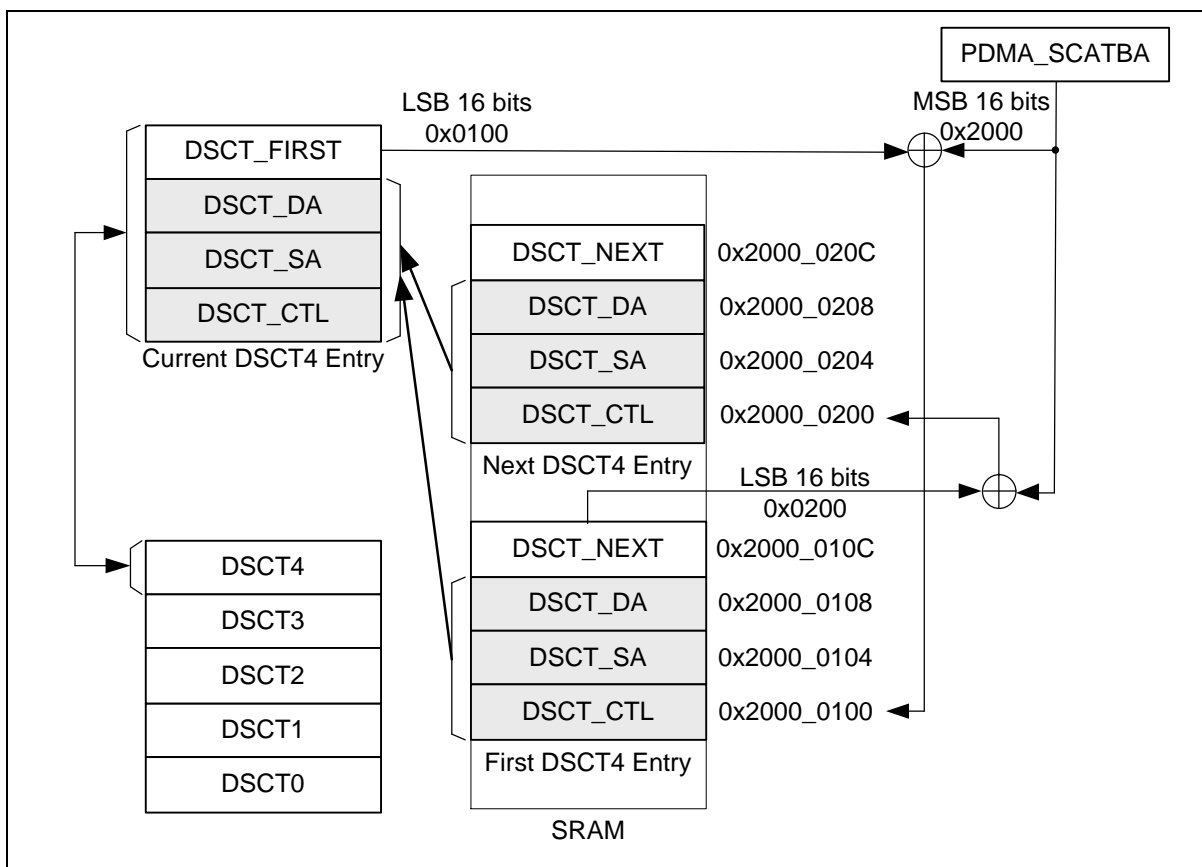 PDMA_SCATBA
LSB 16 bits
0x0100
MSB 16 bits
0x2000
DSCT_FIRST
DSCT_DA
DSCT_SA
DSCT_CTL
Current DSCT4 Entry
DSCT_NEXT
0x2000_020C
DSCT_DA
0x2000_0208
DSCT_SA
0x2000_0204
DSCT_CTL
0x2000_0200
Next DSCT4 Entry
LSB 16 bits
0x0200
DSCT_NEXT
0x2000_010C
DSCT_DA
0x2000_0108
DSCT_SA
0x2000_0104
DSCT_CTL
0x2000_0100
First DSCT4 Entry
SRAM
DSCT4
DSCT3
DSCT2
DSCT1
DSCT0